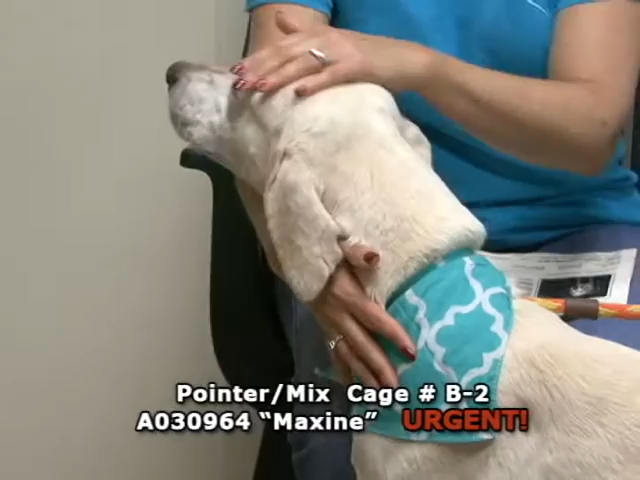 Pointer/Mix Cage # B-2
A030964 “Maxine” URGENT!